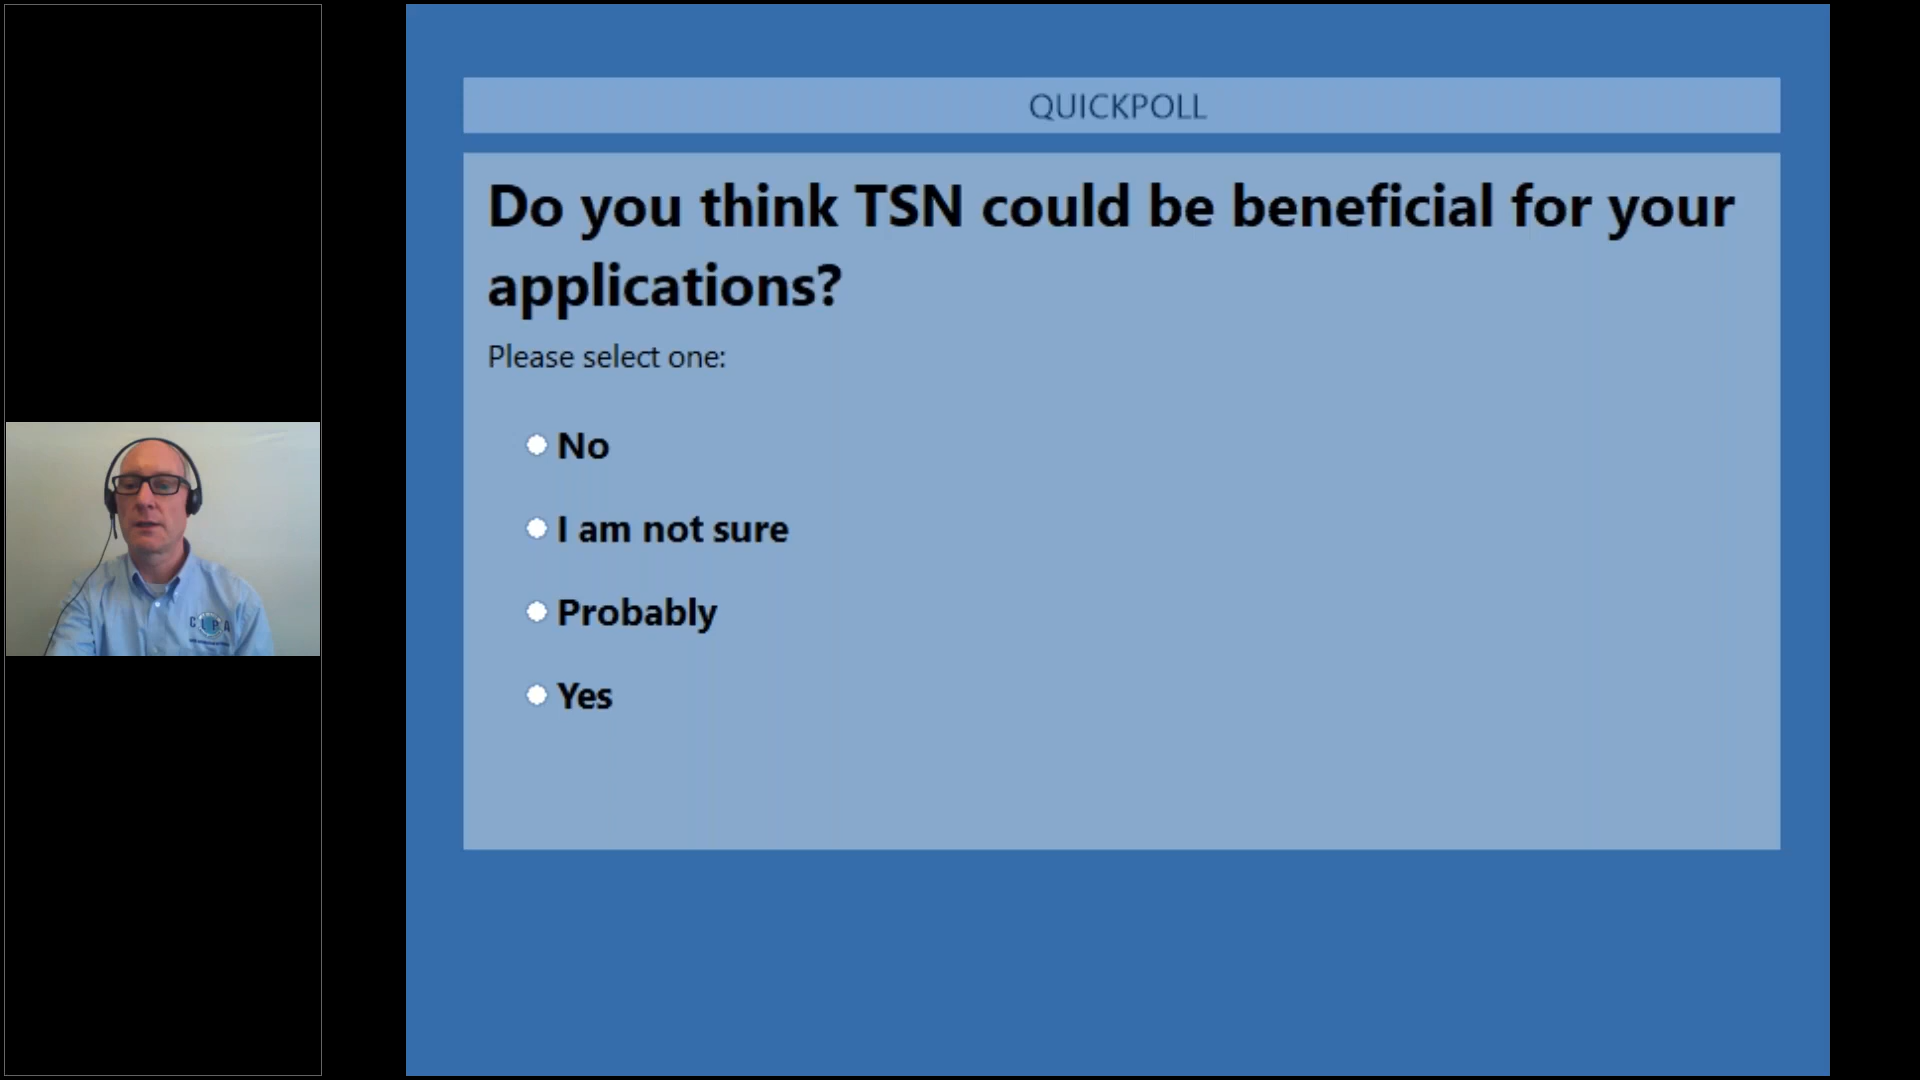 QUICKPOLL
Do you think TSN could be beneficial for your
applications?
Please select one:
No
I am not sure
Probably
Yes
CLPA